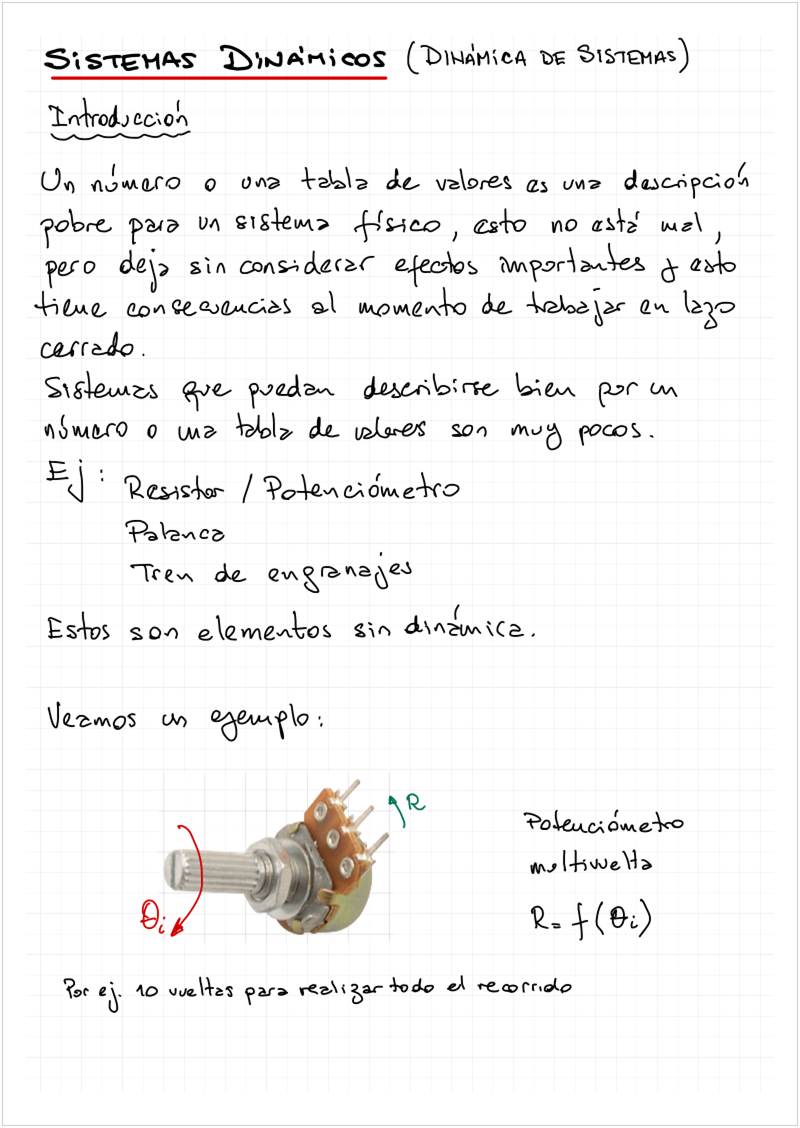 SISTEMAS DINÁMICOS (DINÁMICA DE SISTEMAS)
Introducción
Un número o una tabla de valores es una descripción
pobre para un sistema físico, esto no está mal,
pero deja sin considerar efectos importantes y esto
tiene consecuencias al momento de trabajar en lazo
cerrado.
Sistemas que puedan describirse bien por un
número o una tabla de valores son muy pocos.
Ej: Resistor / Potenciómetro
Palanca
Tren de engranajes
Estos son elementos sin dinámica.
Veamos un ejemplo:
R
θi
Potenciómetro
multivuelta
R = f(θi)
Por ej. 10 vueltas para realizar todo el recorrido